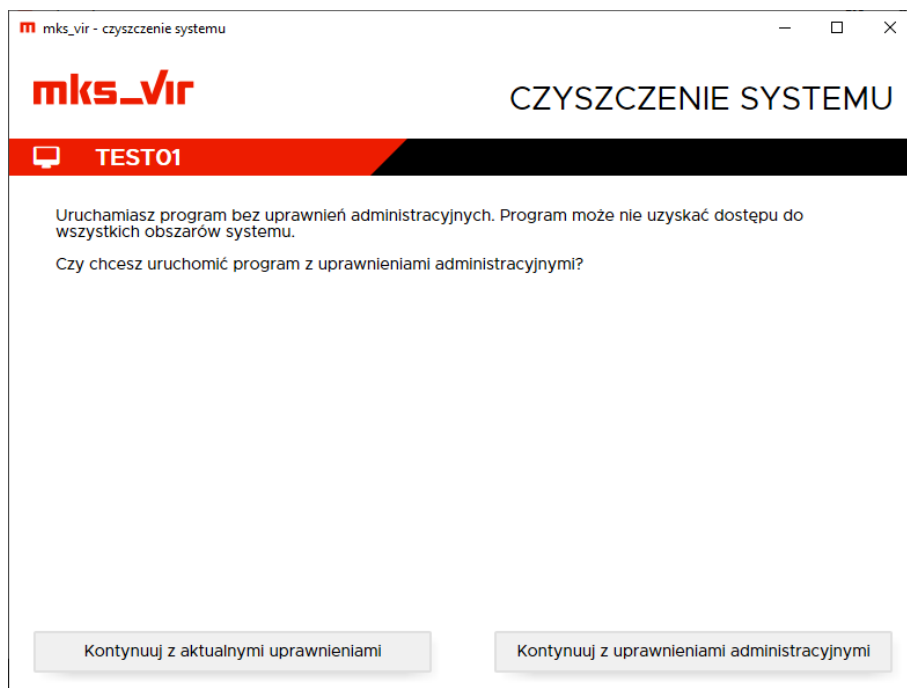 mks_vir - czyszczenie systemu
mks_vir
CZYSZCZENIE SYSTEMU
TEST01
Uruchamiasz program bez uprawnień administracyjnych. Program może nie uzyskać dostępu do
wszystkich obszarów systemu.
Czy chcesz uruchomić program z uprawnieniami administracyjnymi?
Kontynuuj z aktualnymi uprawnieniami
Kontynuuj z uprawnieniami administracyjnymi